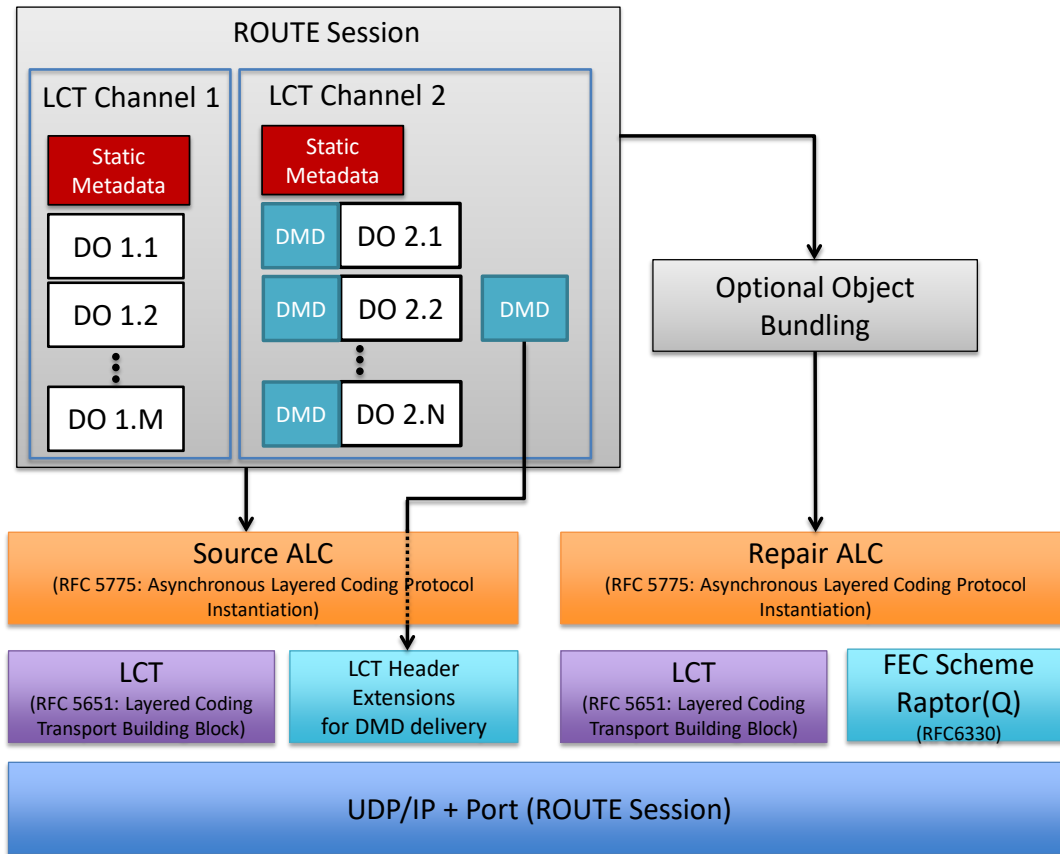 ROUTE Session
LCT Channel 1
Static
Metadata
DO 1.1
DO 1.2
DO 1.M
LCT Channel 2
Static
Metadata
DMD
DO 2.1
DMD
DO 2.2
DMD
DMD
DO 2.N
Optional Object
Bundling
Source ALC
(RFC 5775: Asynchronous Layered Coding Protocol
Instantiation)
Repair ALC
(RFC 5775: Asynchronous Layered Coding Protocol
Instantiation)
LCT
(RFC 5651: Layered Coding
Transport Building Block)
LCT Header
Extensions
for DMD delivery
LCT
(RFC 5651: Layered Coding
Transport Building Block)
FEC Scheme
Raptor(Q)
(RFC6330)
UDP/IP + Port (ROUTE Session)